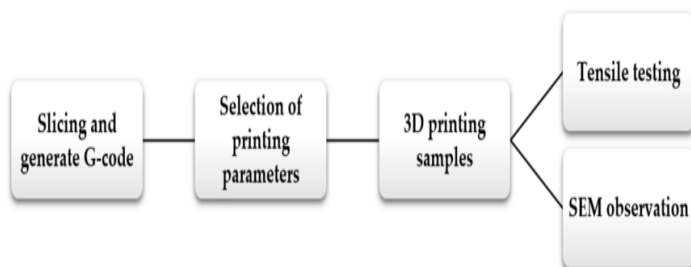 Slicing and
generate G-code
Selection of
printing
parameters
3D printing
samples
Tensile testing
SEM observation